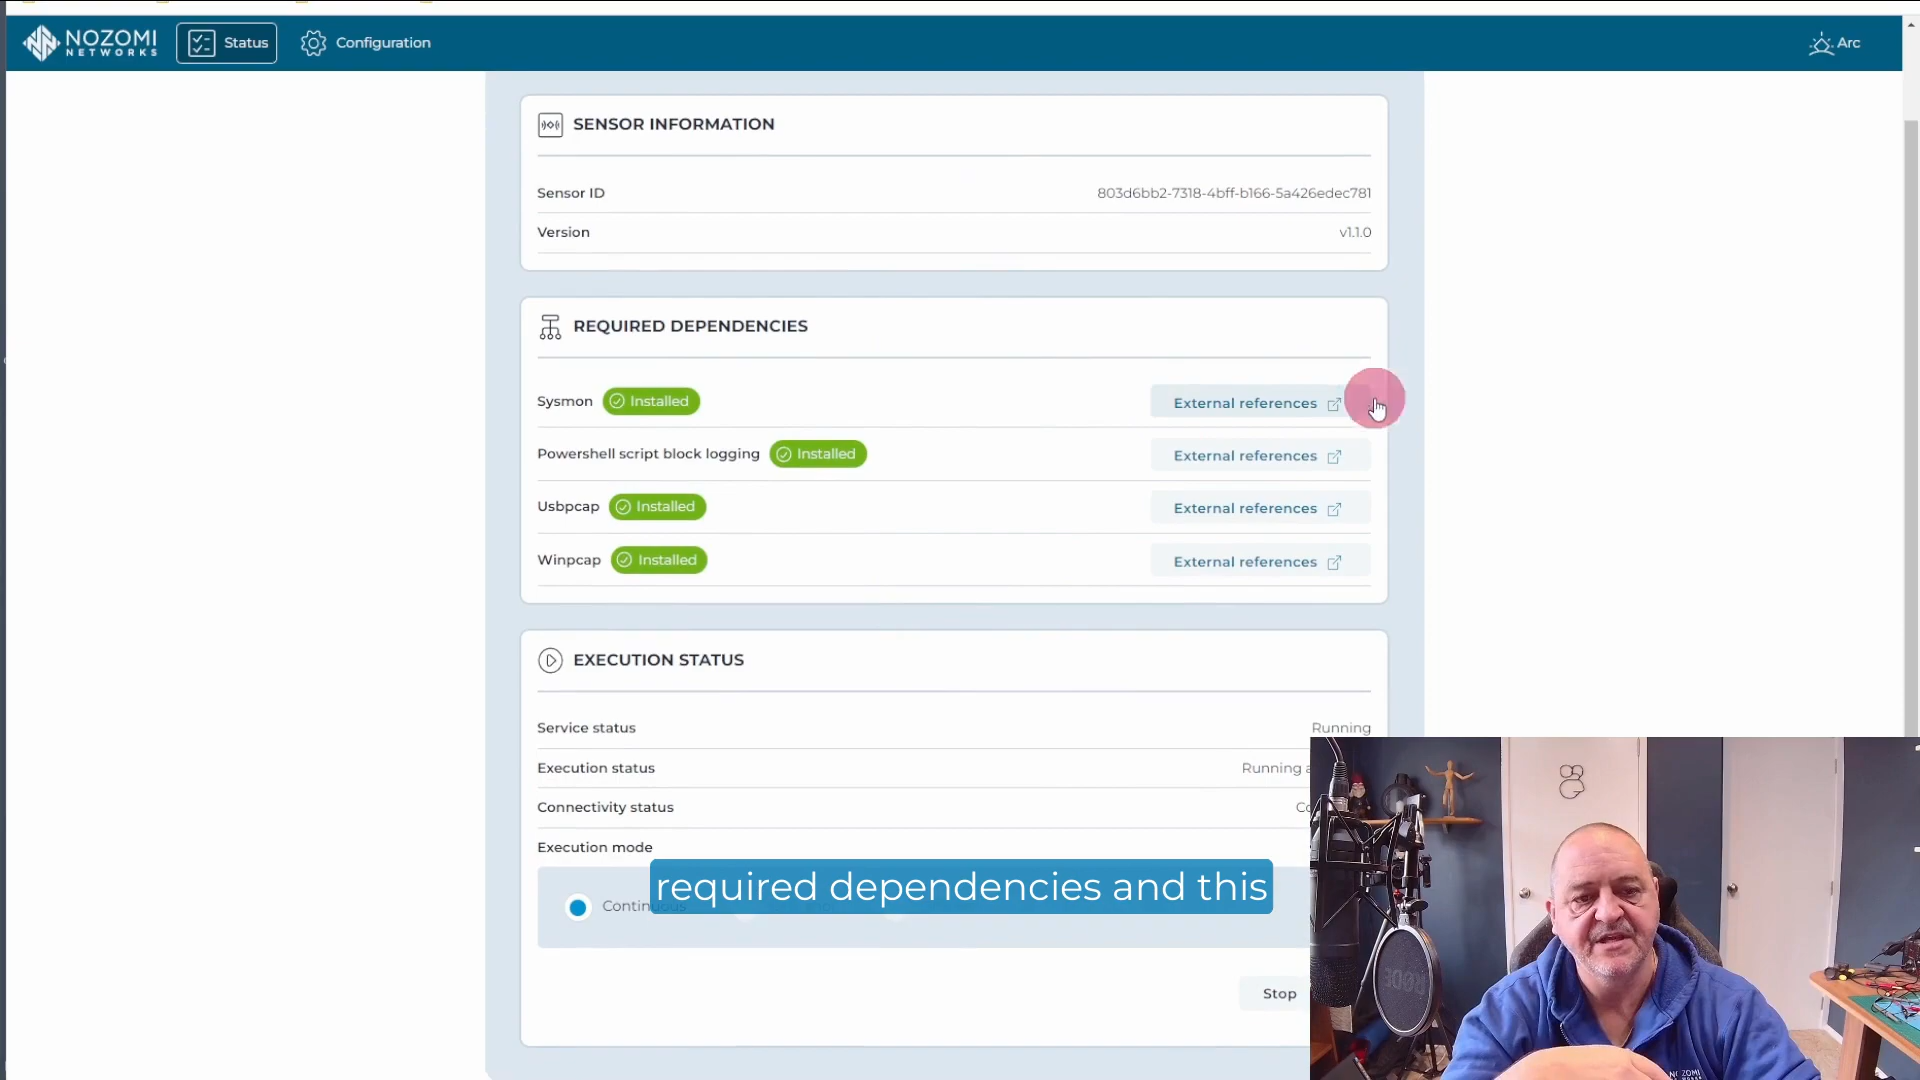 NOZOMI
NETWORKS
Status
Configuration
Arc
SENSOR INFORMATION
Sensor ID
803d6bb2-7318-4bff-b166-5a426edec781
Version
v1.1.0
REQUIRED DEPENDENCIES
Sysmon
Installed
External references
Powershell script block logging
Installed
External references
Usbpcap
Installed
External references
Winpcap
Installed
External references
EXECUTION STATUS
Service status
Running
Execution status
Running
Connectivity status
Execution mode
Continuous
required dependencies and this
Stop
RODE